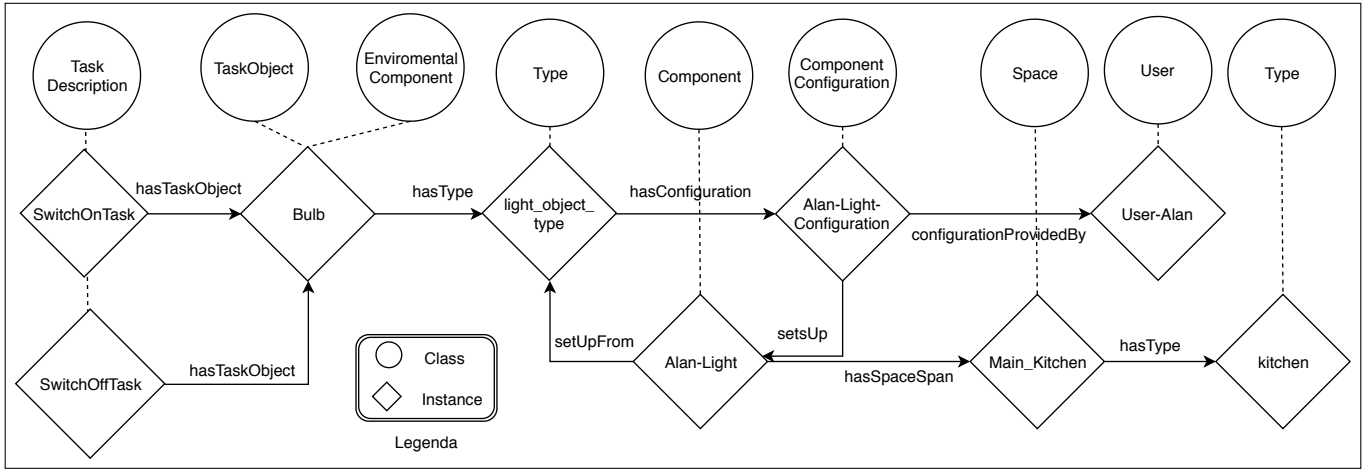 Task
Description
TaskObject
Enviromental
Component
Type
Component
Component
Configuration
Space
User
Type
SwitchOnTask
hasTaskObject
Bulb
hasType
light_object_
type
hasConfiguration
Alan-Light-
Configuration
configurationProvidedBy
User-Alan
SwitchOffTask
hasTaskObject
setUpFrom
Alan-Light
setsUp
hasSpaceSpan
Main_Kitchen
hasType
kitchen
Class
Instance
Legenda